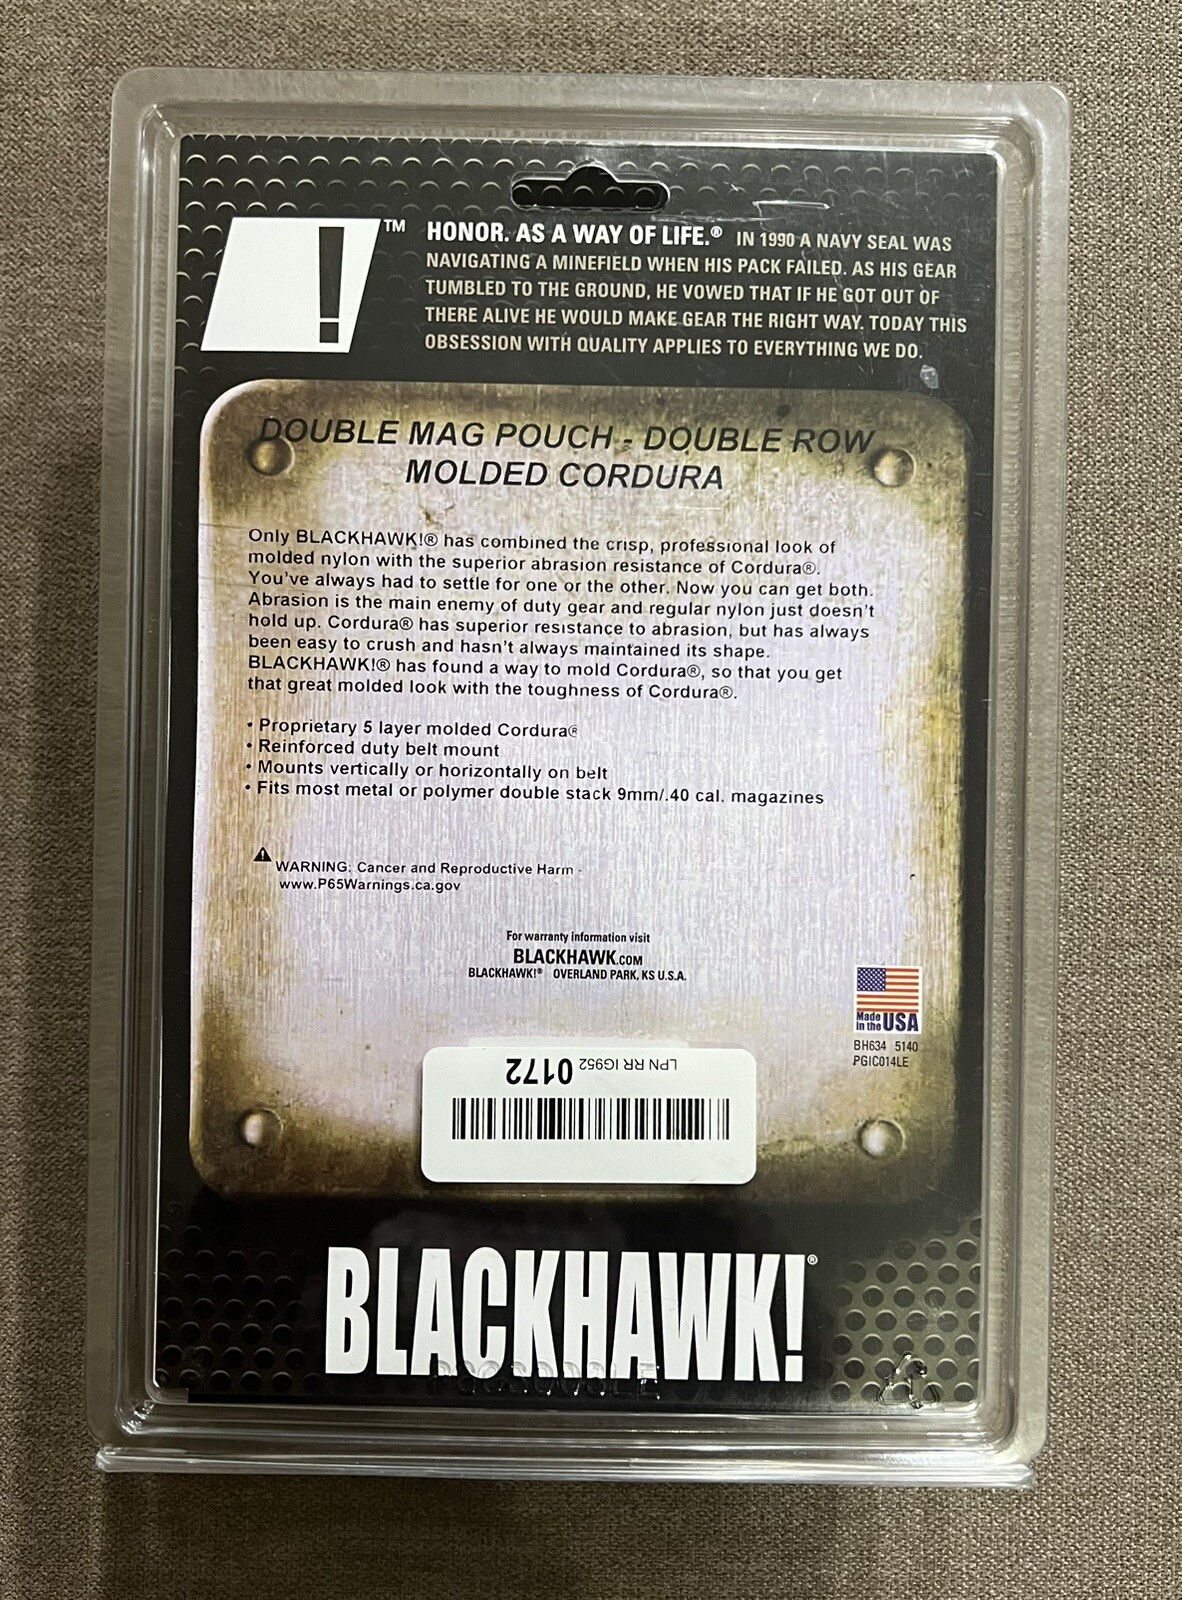 ! ™
HONOR. AS A WAY OF LIFE.® IN 1990 A NAVY SEAL WAS
NAVIGATING A MINEFIELD WHEN HIS PACK FAILED. AS HIS GEAR
TUMBLED TO THE GROUND, HE VOWED THAT IF HE GOT OUT OF
THERE ALIVE HE WOULD MAKE GEAR THE RIGHT WAY. TODAY THIS
OBSESSION WITH QUALITY APPLIES TO EVERYTHING WE DO.
DOUBLE MAG POUCH - DOUBLE ROW
MOLDED CORDURA
Only BLACKHAWK!® has combined the crisp, professional look of
molded nylon with the superior abrasion resistance of Cordura®.
You've always had to settle for one or the other. Now you can get both.
Abrasion is the main enemy of duty gear and regular nylon just doesn't
hold up. Cordura® has superior resistance to abrasion, but has always
been easy to crush and hasn't always maintained its shape.
BLACKHAWK!® has found a way to mold Cordura®, so that you get
that great molded look with the toughness of Cordura®.
• Proprietary 5 layer molded Cordura®
• Reinforced duty belt mount
• Mounts vertically or horizontally on belt
• Fits most metal or polymer double stack 9mm/.40 cal. magazines
WARNING: Cancer and Reproductive Harm -
www.P65Warnings.ca.gov
For warranty information visit
BLACKHAWK.COM
BLACKHAWK!® OVERLAND PARK, KS U.S.A.
Made
in the USA
BH634 5140
PGIC014LE
LPN RR IG952 0172
BLACKHAWK!®